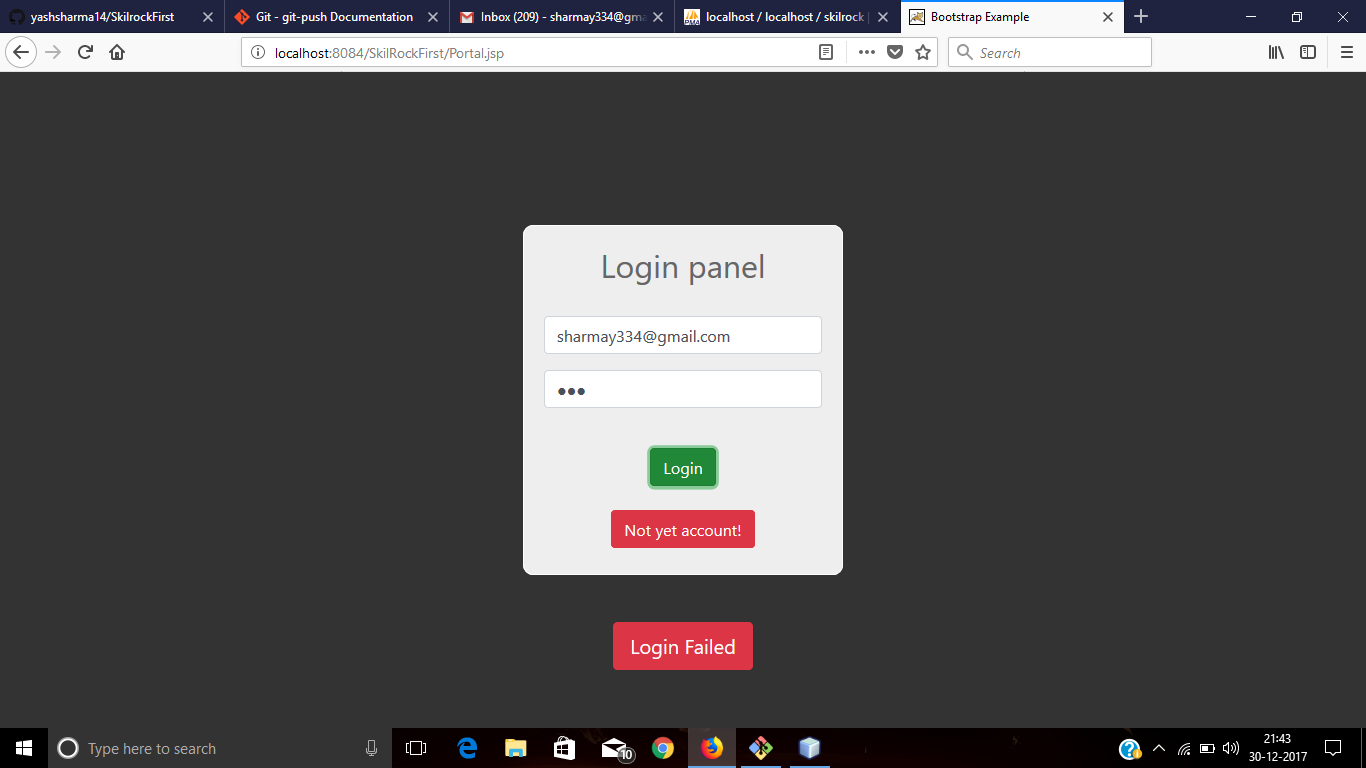 yashsharma14/SkilrockFirst
Git - git-push Documentation
Inbox (209) - sharmay334@gma
localhost / localhost / skilrock
Bootstrap Example
localhost:8084/SkilRockFirst/Portal.jsp
Search
Login panel
sharmay334@gmail.com
Login
Not yet account!
Login Failed
Type here to search
10
21:43
30-12-2017